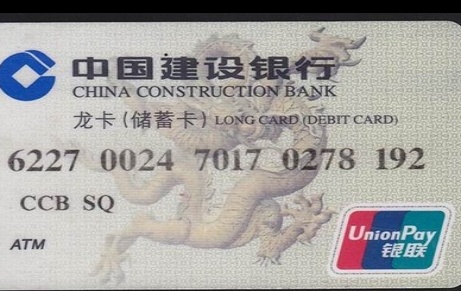 中国建设银行
CHINA CONSTRUCTION BANK
龙卡(储蓄卡) LONG CARD (DEBIT CARD)
6227 0024 7017 0278 192
CCB SQ
ATM
UnionPay
银联